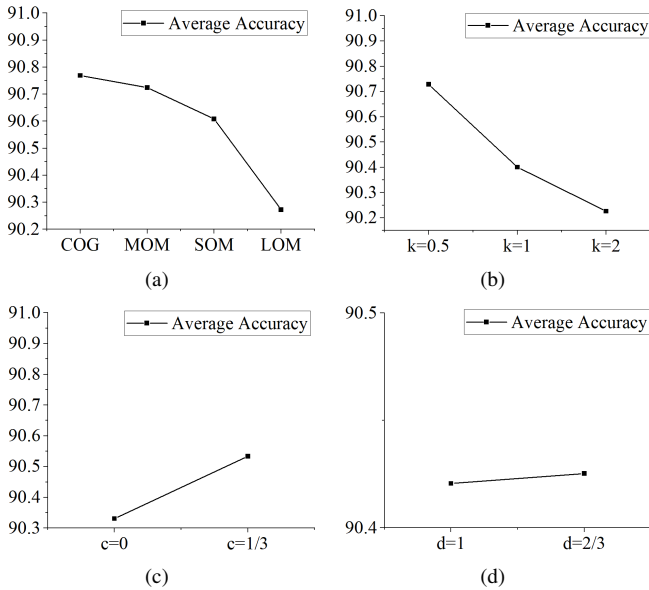 Average Accuracy
91.0
90.9
90.8
90.7
90.6
90.5
90.4
90.3
90.2
COG MOM SOM LOM
(a)
Average Accuracy
91.0
90.9
90.8
90.7
90.6
90.5
90.4
90.3
90.2
k=0.5 k=1 k=2
(b)
Average Accuracy
91.0
90.9
90.8
90.7
90.6
90.5
90.4
90.3
c=0 c=1/3
(c)
Average Accuracy
90.5
90.4
d=1 d=2/3
(d)